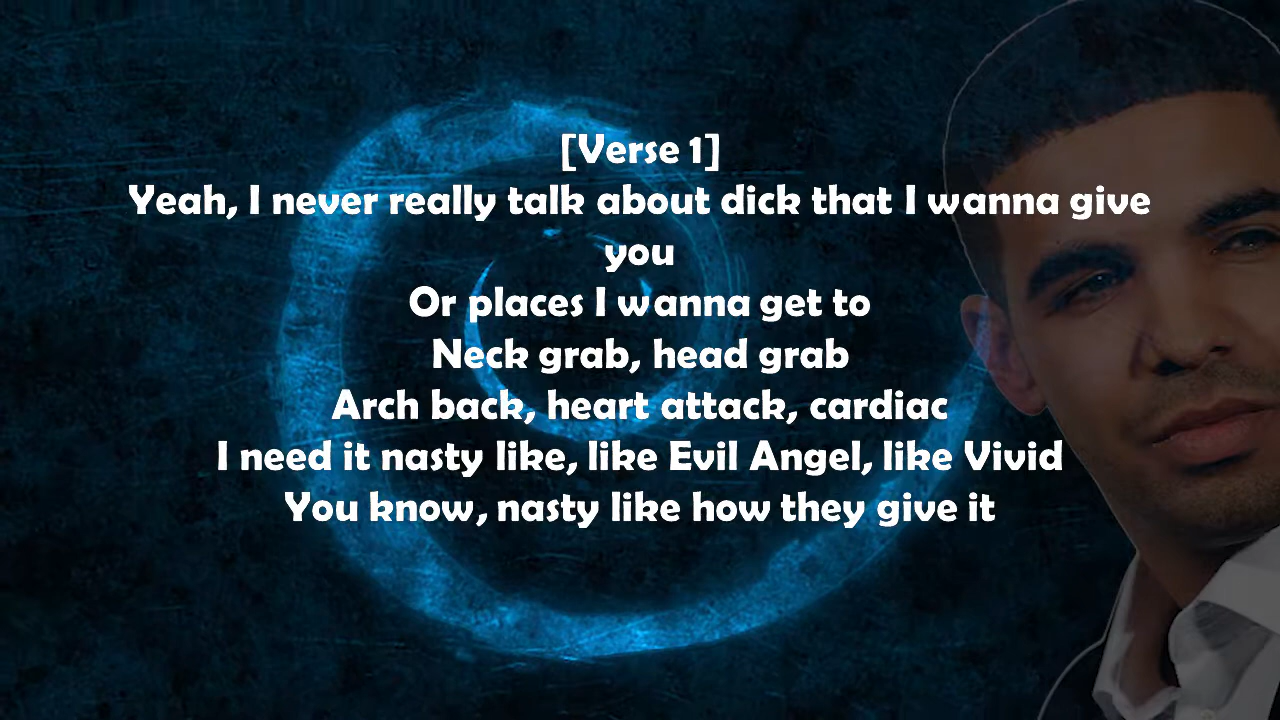 [Verse 1]
Yeah, I never really talk about dick that I wanna give
you
Or places I wanna get to
Neck grab, head grab
Arch back, heart attack, cardiac
I need it nasty like, like Evil Angel, like Vivid
You know, nasty like how they give it